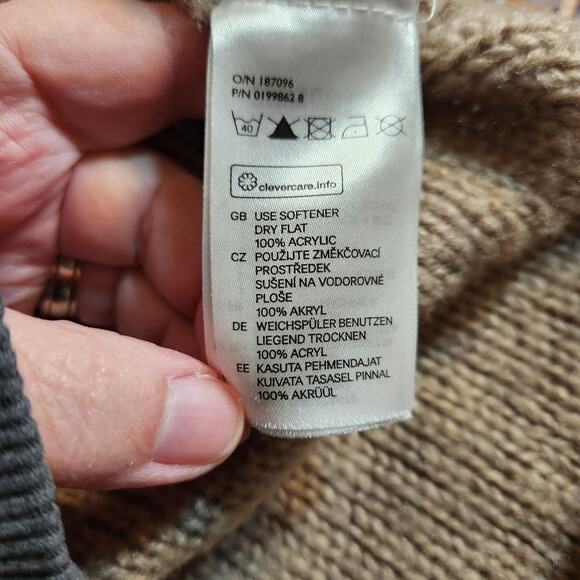 O/N 187096
P/N 0199862 8
40
clevercare.info
GB USE SOFTENER
DRY FLAT
100% ACRYLIC
CZ POUŽIJTE ZMĚKČOVACÍ
PROSTŘEDEK
SUŠENÍ NA VODOROVNÉ
PLOŠE
100% AKRYL
DE WEICHSPÜLER BENUTZEN
LIEGEND TROCKNEN
100% ACRYL
EE KASUTA PEHMENDAJAT
KUIVATA TASASEL PINNAL
100% AKRÜÜL